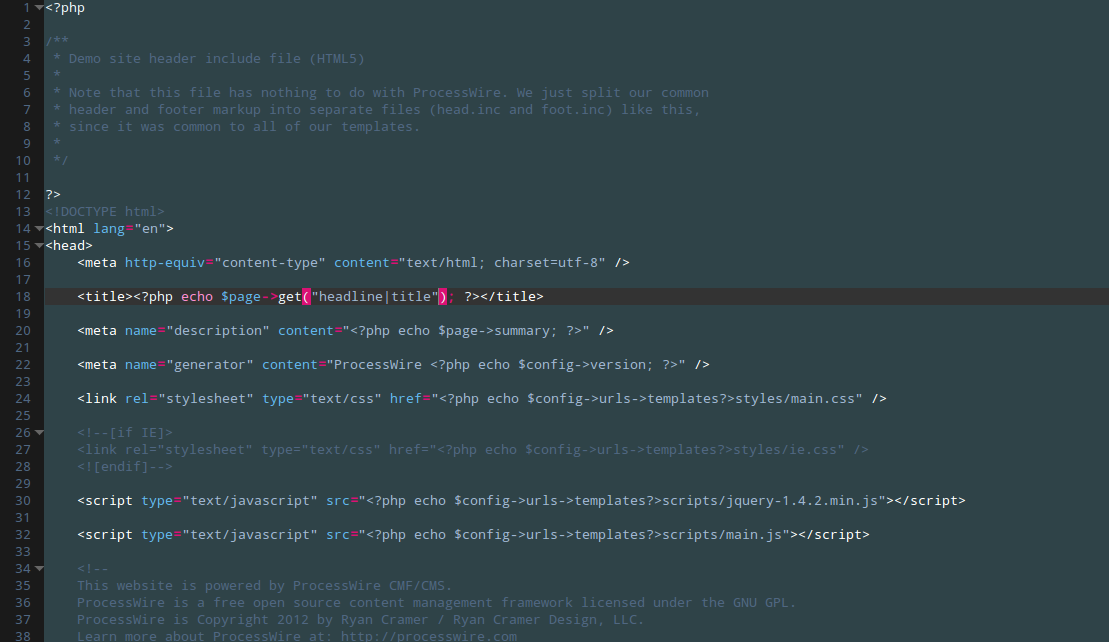 1 <?php
2
3 /**
4  * Demo site header include file (HTML5)
5  *
6  * Note that this file has nothing to do with ProcessWire. We just split our common
7  * header and footer markup into separate files (head.inc and foot.inc) like this,
8  * since it was common to all of our templates.
9  *
10  */
11
12 ?>
13 <!DOCTYPE html>
14 <html lang="en">
15 <head>
16     <meta http-equiv="content-type" content="text/html; charset=utf-8" />
17
18     <title><?php echo $page->get("headline|title"); ?></title>
19
20     <meta name="description" content="<?php echo $page->summary; ?>" />
21
22     <meta name="generator" content="ProcessWire <?php echo $config->version; ?>" />
23
24     <link rel="stylesheet" type="text/css" href="<?php echo $config->urls->templates?>styles/main.css" />
25
26     <!--[if IE]>
27     <link rel="stylesheet" type="text/css" href="<?php echo $config->urls->templates?>styles/ie.css" />
28     <![endif]-->
29
30     <script type="text/javascript" src="<?php echo $config->urls->templates?>scripts/jquery-1.4.2.min.js"></script>
31
32     <script type="text/javascript" src="<?php echo $config->urls->templates?>scripts/main.js"></script>
33
34     <!--
35     This website is powered by ProcessWire CMF/CMS.
36     ProcessWire is a free open source content management framework licensed under the GNU GPL.
37     ProcessWire is Copyright 2012 by Ryan Cramer / Ryan Cramer Design, LLC.
38     Learn more about ProcessWire at: http://processwire.com